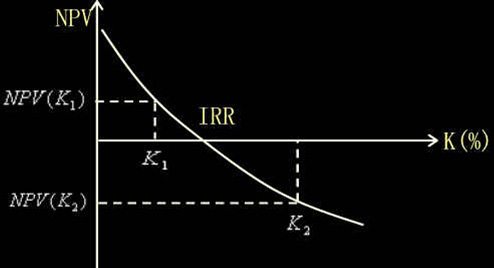 NPV
NPV(K₁)
IRR
K(%)
K₁
NPV(K₂)
K₂